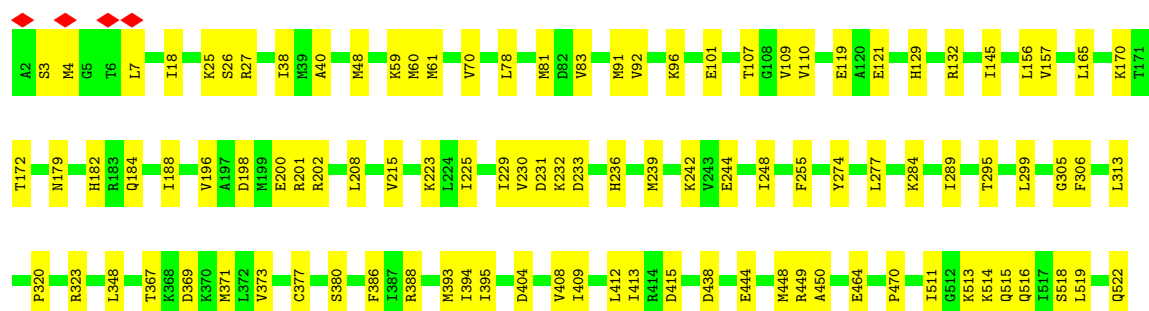 A2 S3 M4 G5 T6 L7 I18 K25 S26 R27 I38 M39 A40 M48 K59 M60 M61 V70 L78 M81 D82 V83 M91 V92 K96 E101 T107 G108 V109 V110 E119 A120 E121 H129 R132 I145 L156 V157 L165 K170 T171
T172 N179 H182 R183 Q184 I188 V196 A197 D198 M199 E200 R201 R202 L208 V215 K223 L224 I225 I229 V230 D231 K232 D233 H236 M239 K242 V243 E244 I248 F255 Y274 L277 K284 I289 T295 L299 G305 F306 L313
P320 R323 L348 T367 K368 D369 K370 M371 L372 V373 C377 S380 F386 I387 R388 M393 I394 I395 D404 V408 I409 L412 I413 R414 D415 D438 E444 M448 R449 A450 E464 P470 I511 G512 K513 K514 Q515 Q516 I517 S518 L519 Q522